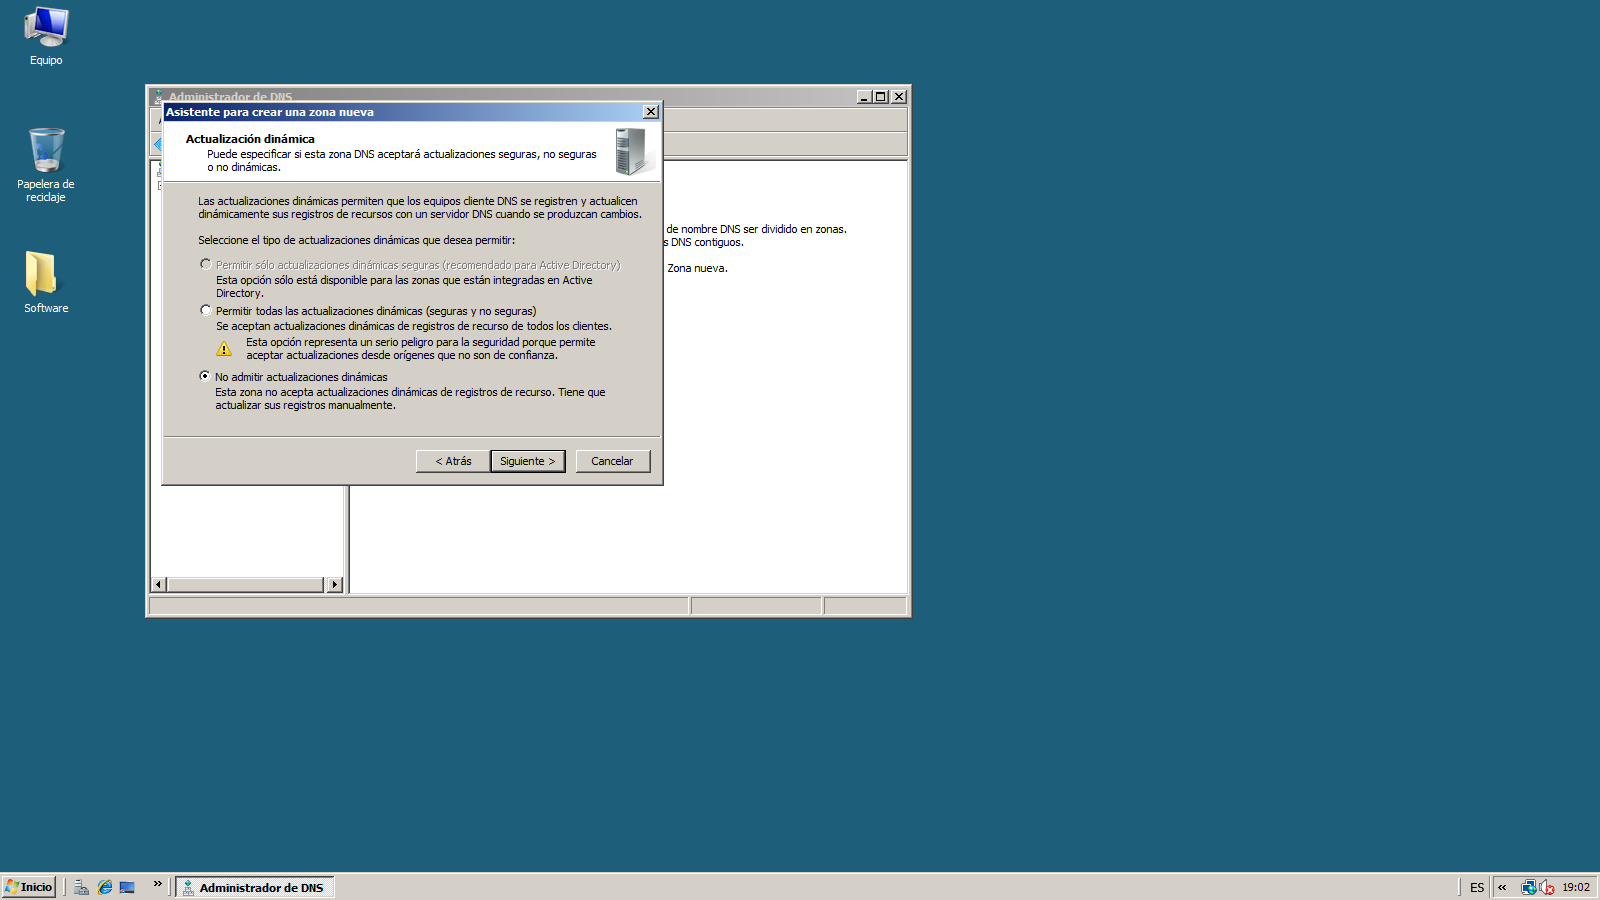 Equipo
Papelera de
reciclaje
Software
Administrador de DNS
Asistente para crear una zona nueva
Actualización dinámica
Puede especificar si esta zona DNS aceptará actualizaciones seguras, no seguras
o no dinámicas.
Las actualizaciones dinámicas permiten que los equipos cliente DNS se registren y actualicen
dinámicamente sus registros de recursos con un servidor DNS cuando se produzcan cambios.
Seleccione el tipo de actualizaciones dinámicas que desea permitir:
Permitir sólo actualizaciones dinámicas seguras (recomendado para Active Directory)
Esta opción sólo está disponible para las zonas que están integradas en Active
Directory.
Permitir todas las actualizaciones dinámicas (seguras y no seguras)
Se aceptan actualizaciones dinámicas de registros de recurso de todos los clientes.
Esta opción representa un serio peligro para la seguridad porque permite
aceptar actualizaciones desde orígenes que no son de confianza.
No admitir actualizaciones dinámicas
Esta zona no acepta actualizaciones dinámicas de registros de recurso. Tiene que
actualizar sus registros manualmente.
< Atrás
Siguiente >
Cancelar
de nombre DNS ser dividido en zonas.
s DNS contiguos.
Zona nueva.
Inicio
»
Administrador de DNS
ES
«
19:02